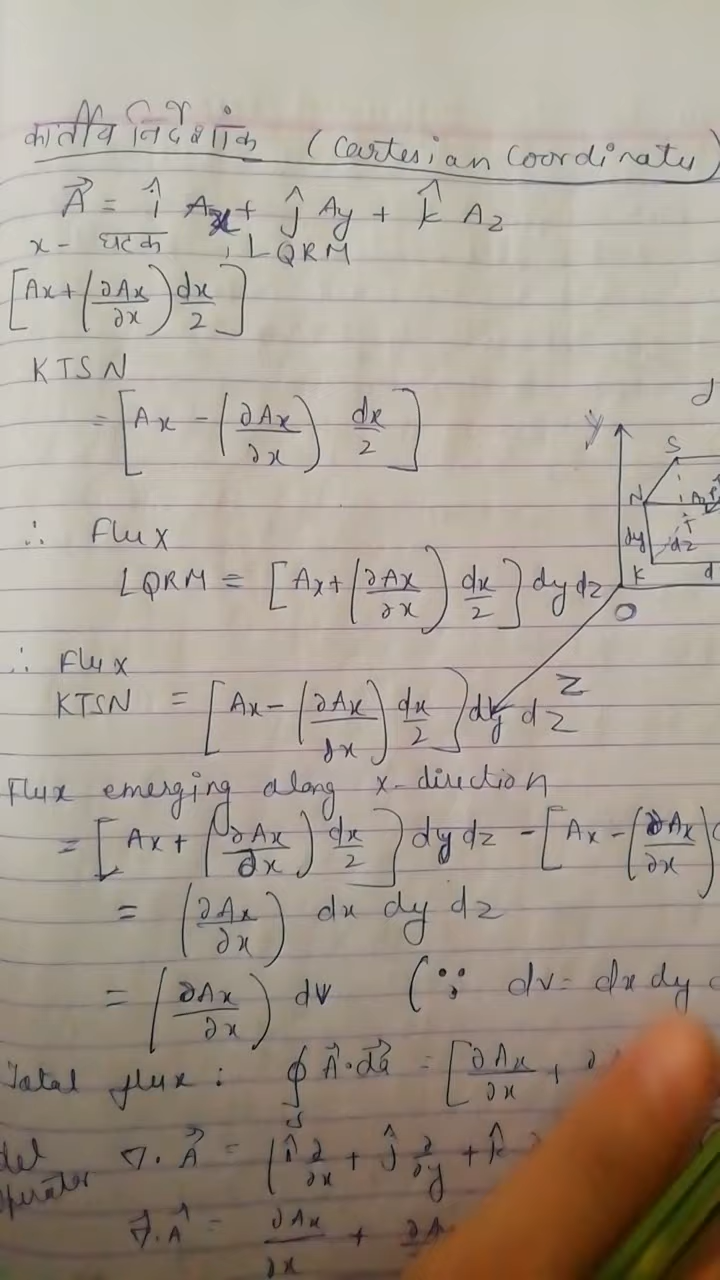 कार्तीय निर्देशांक (Cartesian Coordinate)
A⃗ = î Ax + ĵ Ay + k̂ Az
x - घटक, LQRM
[Ax + (∂Ax/∂x) dx/2]
KTSN
= [Ax - (∂Ax/∂x) dx/2]
y
S
N
dy dz T
K d
O
Z
∴ Flux
LQRM = [Ax + (∂Ax/∂x) dx/2] dy dz
∴ Flux
KTSN = [Ax - (∂Ax/∂x) dx/2] dy dz
Flux emerging along x-direction
= [Ax + (∂Ax/∂x) dx/2] dy dz - [Ax - (∂Ax/∂x)
= (∂Ax/∂x) dx dy dz
= (∂Ax/∂x) dv (∵ dv = dx dy
Total flux : ∮s A⃗·da⃗ = [∂Ax/∂x +
del operator ∇·A⃗ = (î ∂/∂x + ĵ ∂/∂y + k̂
∇⃗·A⃗ = ∂Ax/∂x +